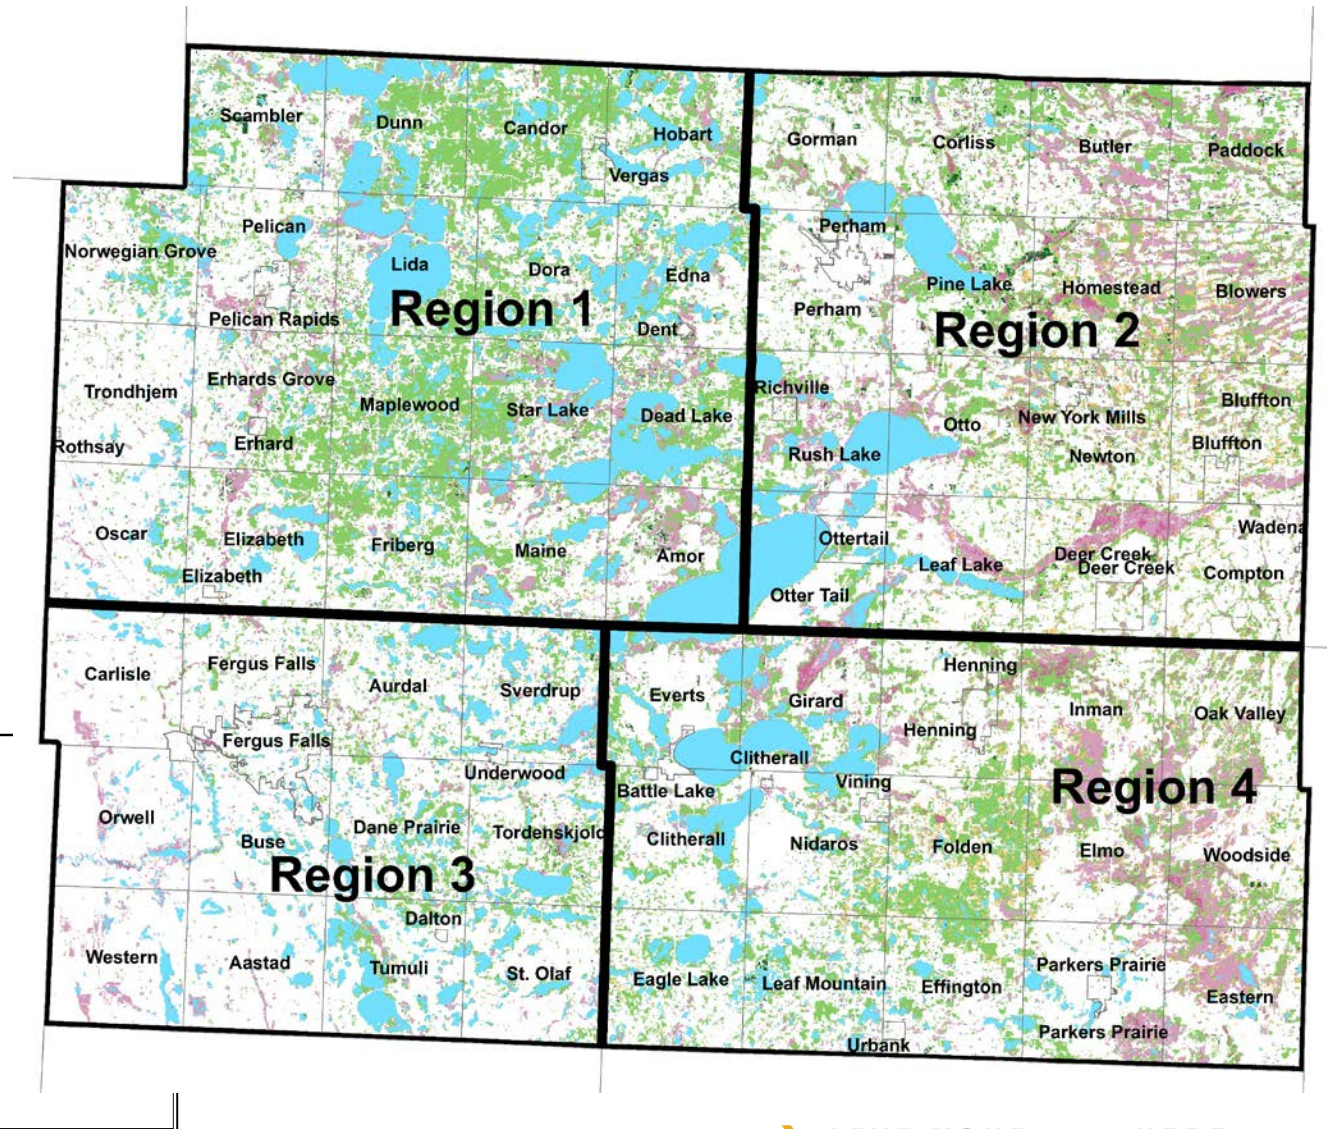 Scambler
Dunn
Candor
Hobart
Vergas
Gorman
Corliss
Butler
Paddock
Pelican
Norwegian Grove
Lida
Dora
Edna
Perham
Pine Lake
Homestead
Blowers
Region 1
Pelican Rapids
Dent
Perham
Region 2
Trondhjem
Erhards Grove
Maplewood
Star Lake
Dead Lake
Richville
Otto
New York Mills
Bluffton
Rothsay
Erhard
Rush Lake
Newton
Bluffton
Oscar
Elizabeth
Friberg
Maine
Amor
Ottertail
Leaf Lake
Deer Creek
Deer Creek
Wadena
Compton
Elizabeth
Otter Tail
Carlisle
Fergus Falls
Aurdal
Sverdrup
Everts
Girard
Henning
Inman
Oak Valley
Fergus Falls
Underwood
Clitherall
Henning
Battle Lake
Vining
Region 4
Orwell
Buse
Dane Prairie
Tordenskjold
Clitherall
Nidaros
Folden
Elmo
Woodside
Region 3
Dalton
Western
Aastad
Tumuli
St. Olaf
Eagle Lake
Leaf Mountain
Effington
Parkers Prairie
Eastern
Urbank
Parkers Prairie